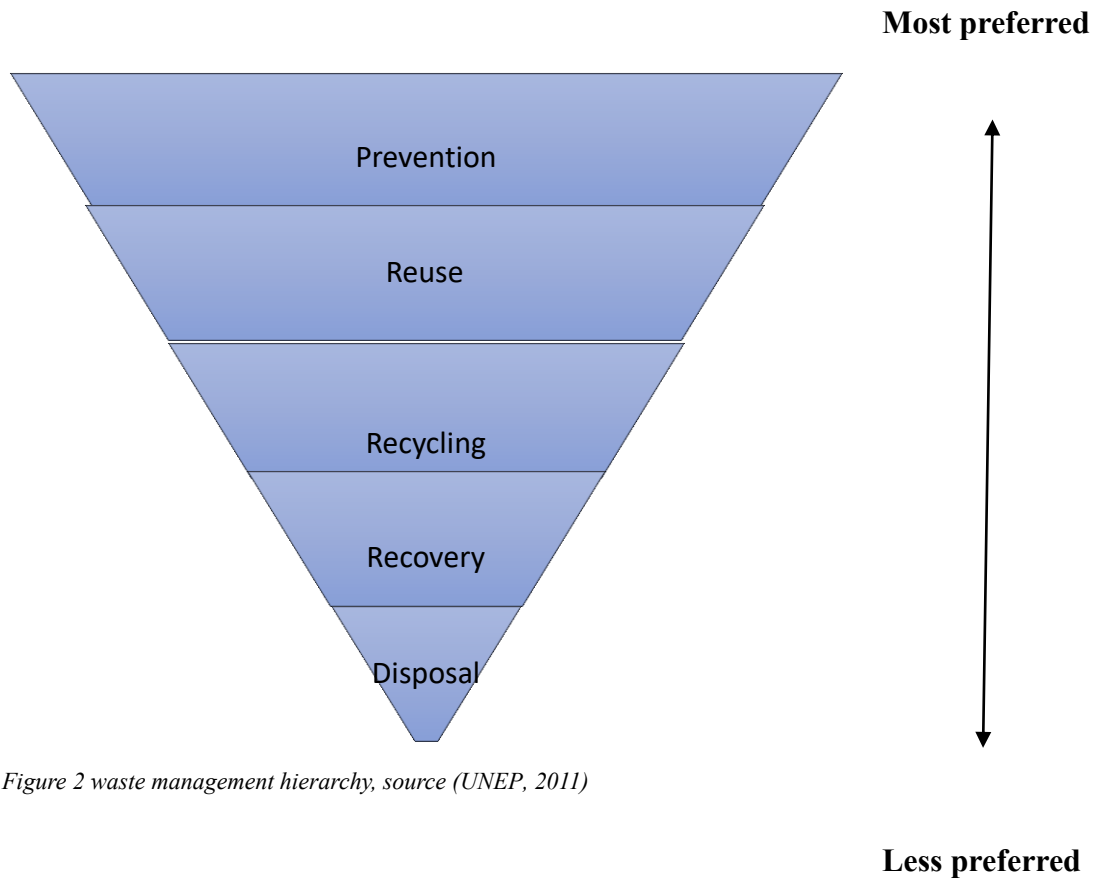 Most preferred
Prevention
Reuse
Recycling
Recovery
Disposal
Figure 2 waste management hierarchy, source (UNEP, 2011)
Less preferred